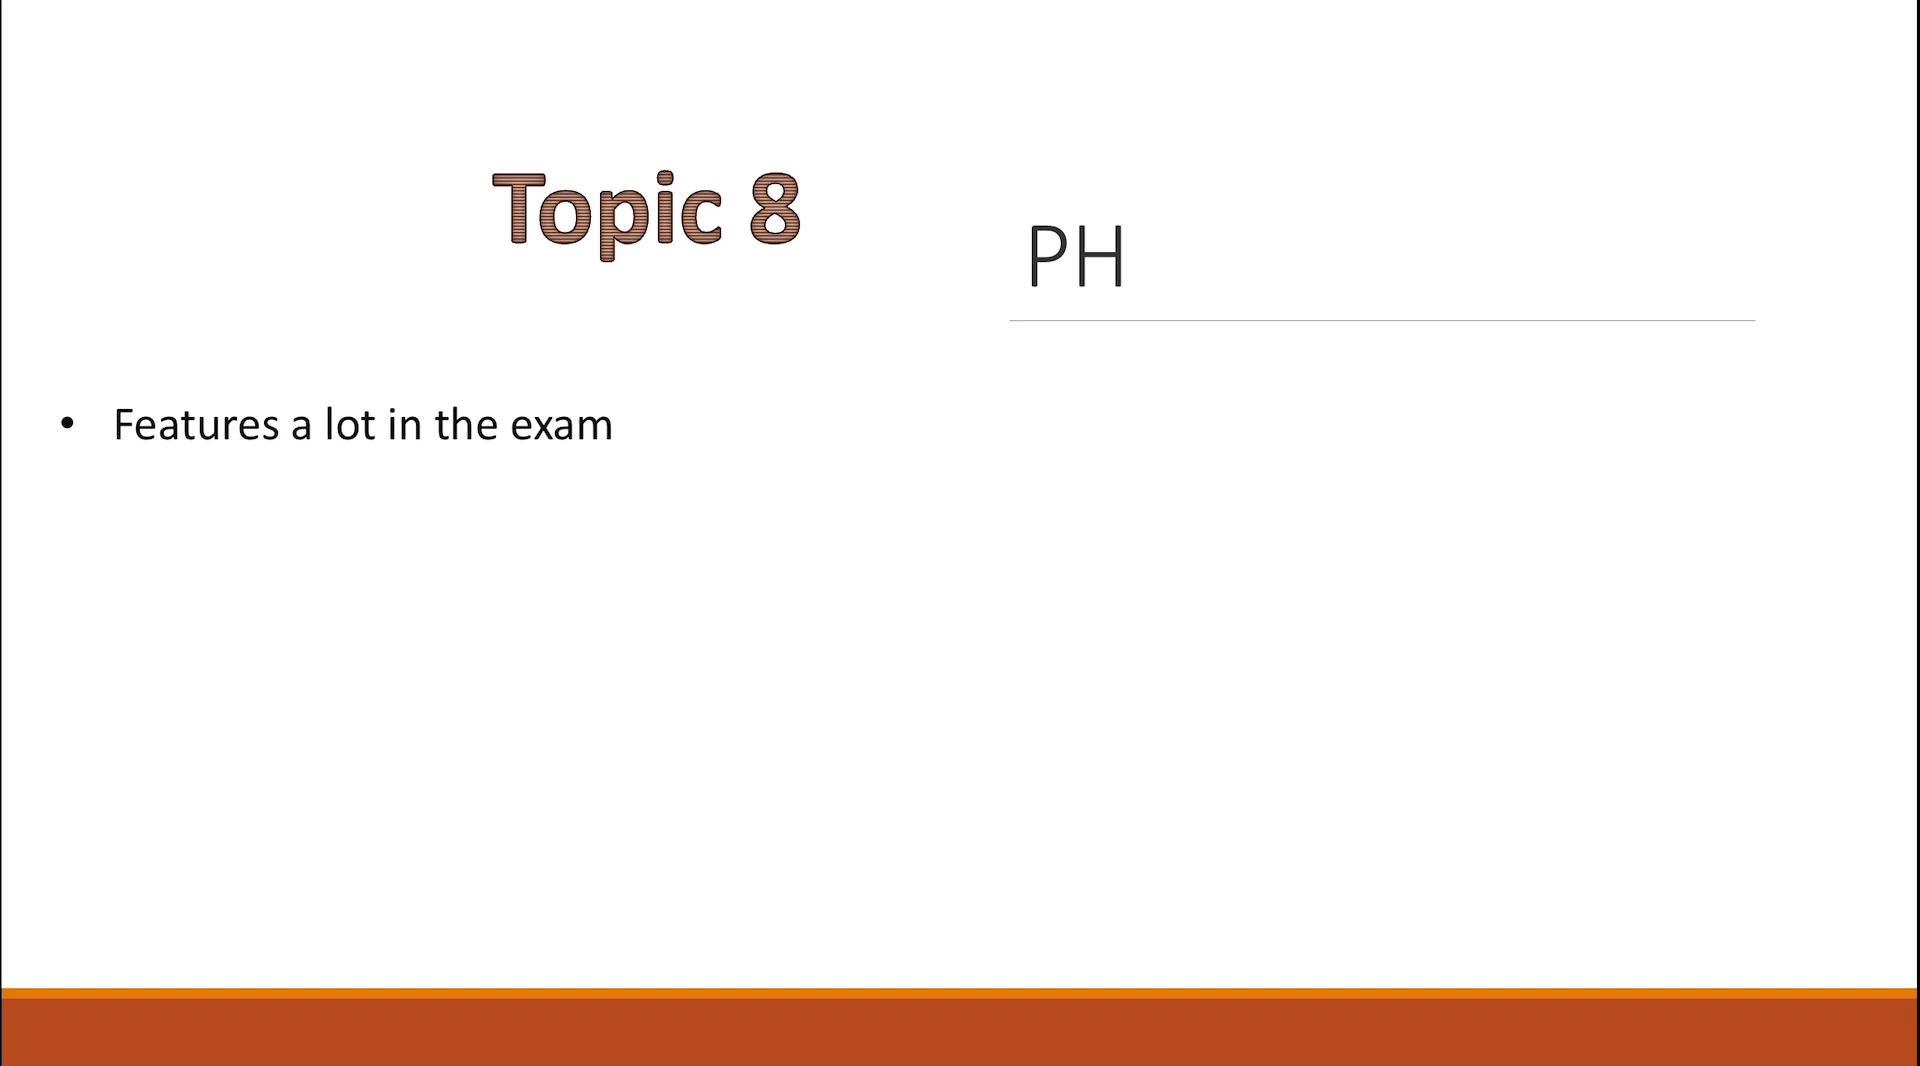 Topic 8
PH
• Features a lot in the exam